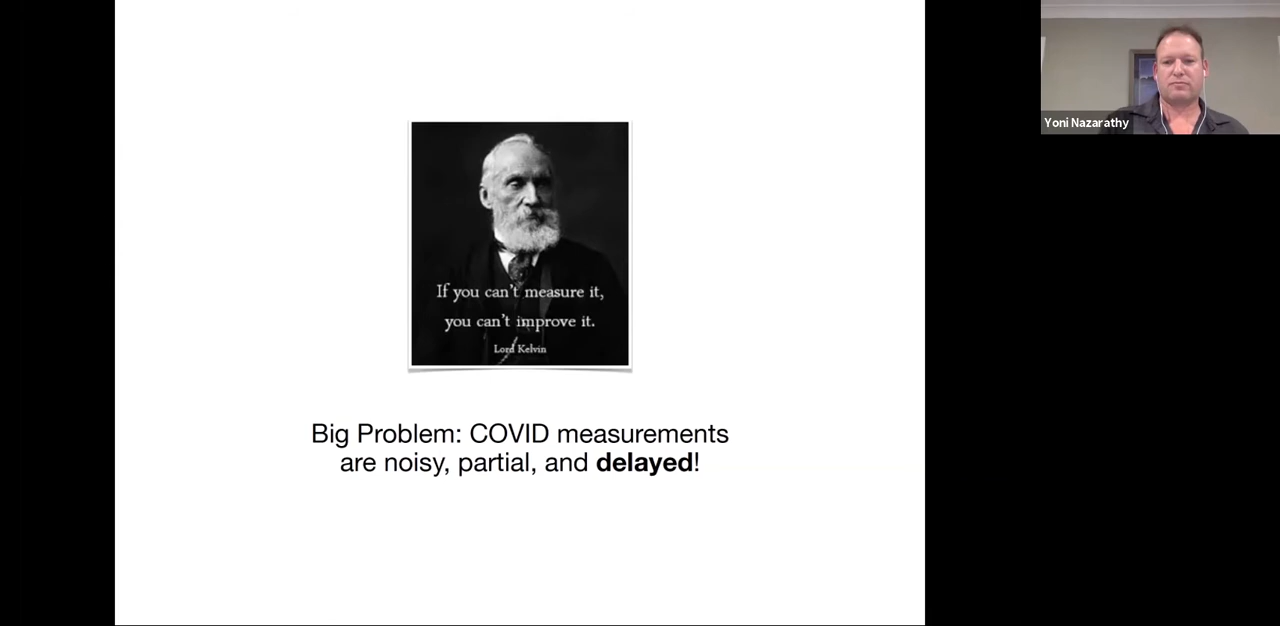 If you can't measure it,
you can't improve it.
Lord Kelvin
Big Problem: COVID measurements
are noisy, partial, and delayed!
Yoni Nazarathy